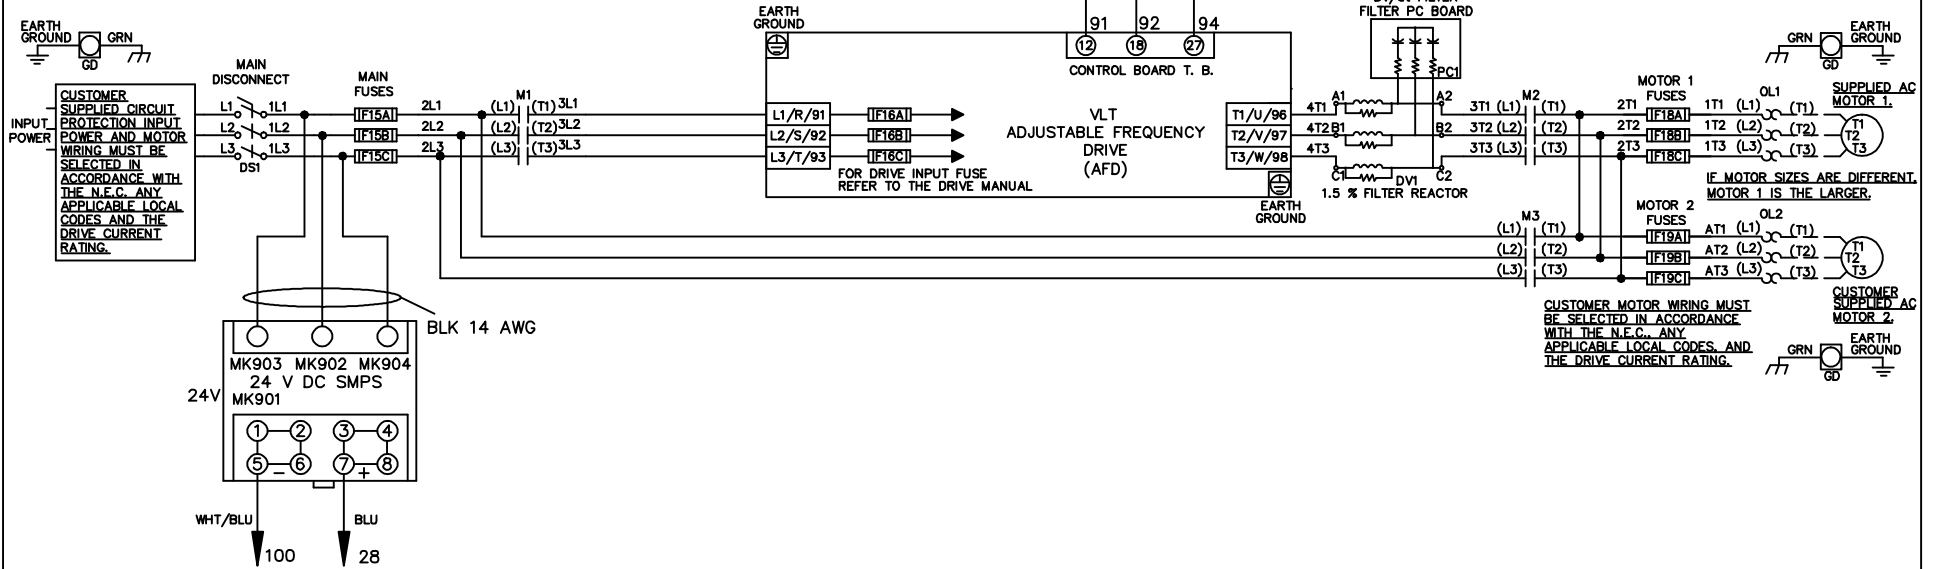 EARTH
GROUND
GRN
GD
CUSTOMER
SUPPLIED CIRCUIT
PROTECTION INPUT
POWER AND MOTOR
WIRING MUST BE
SELECTED IN
ACCORDANCE WITH
THE N.E.C. ANY
APPLICABLE LOCAL
CODES AND THE
DRIVE CURRENT
RATING.
INPUT
POWER
MAIN
DISCONNECT
L1 1L1
L2 1L2
L3 1L3
DS1
MAIN
FUSES
F15A
F15B
F15C
2L1
2L2
2L3
M1
(L1) (T1) 3L1
(L2) (T2) 3L2
(L3) (T3) 3L3
EARTH
GROUND
91 92 94
12 18 27
CONTROL BOARD T. B.
L1/R/91
L2/S/92
L3/T/93
F16A
F16B
F16C
FOR DRIVE INPUT FUSE
REFER TO THE DRIVE MANUAL
VLT
ADJUSTABLE FREQUENCY
DRIVE
(AFD)
T1/U/96
T2/V/97
T3/W/98
EARTH
GROUND
FILTER PC BOARD
PC1
4T1 A1 A2
4T2 B1 B2
4T3 C1 C2
DV1
1.5 % FILTER REACTOR
M2
3T1 (L1) (T1)
3T2 (L2) (T2)
3T3 (L3) (T3)
MOTOR 1
FUSES
2T1 F18A 1T1 (L1) (T1)
2T2 F18B 1T2 (L2) (T2)
2T3 F18C 1T3 (L3) (T3)
OL1
T1
T2
T3
GRN
GD
EARTH
GROUND
SUPPLIED AC
MOTOR 1.
IF MOTOR SIZES ARE DIFFERENT,
MOTOR 1 IS THE LARGER.
M3
(L1) (T1)
(L2) (T2)
(L3) (T3)
MOTOR 2
FUSES
F19A AT1 (L1) (T1)
F19B AT2 (L2) (T2)
F19C AT3 (L3) (T3)
OL2
T1
T2
T3
CUSTOMER
SUPPLIED AC
MOTOR 2.
CUSTOMER MOTOR WIRING MUST
BE SELECTED IN ACCORDANCE
WITH THE N.E.C., ANY
APPLICABLE LOCAL CODES, AND
THE DRIVE CURRENT RATING.
GRN
GD
EARTH
GROUND
BLK 14 AWG
MK903 MK902 MK904
24 V DC SMPS
24V
MK901
1 2 3 4
5 6 7 8
- +
WHT/BLU BLU
100 28